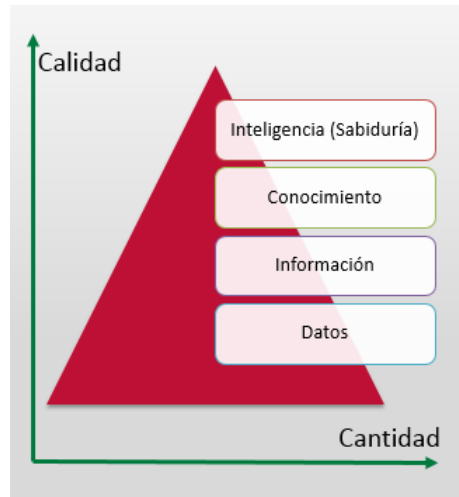 Calidad
Inteligencia (Sabiduría)
Conocimiento
Información
Datos
Cantidad